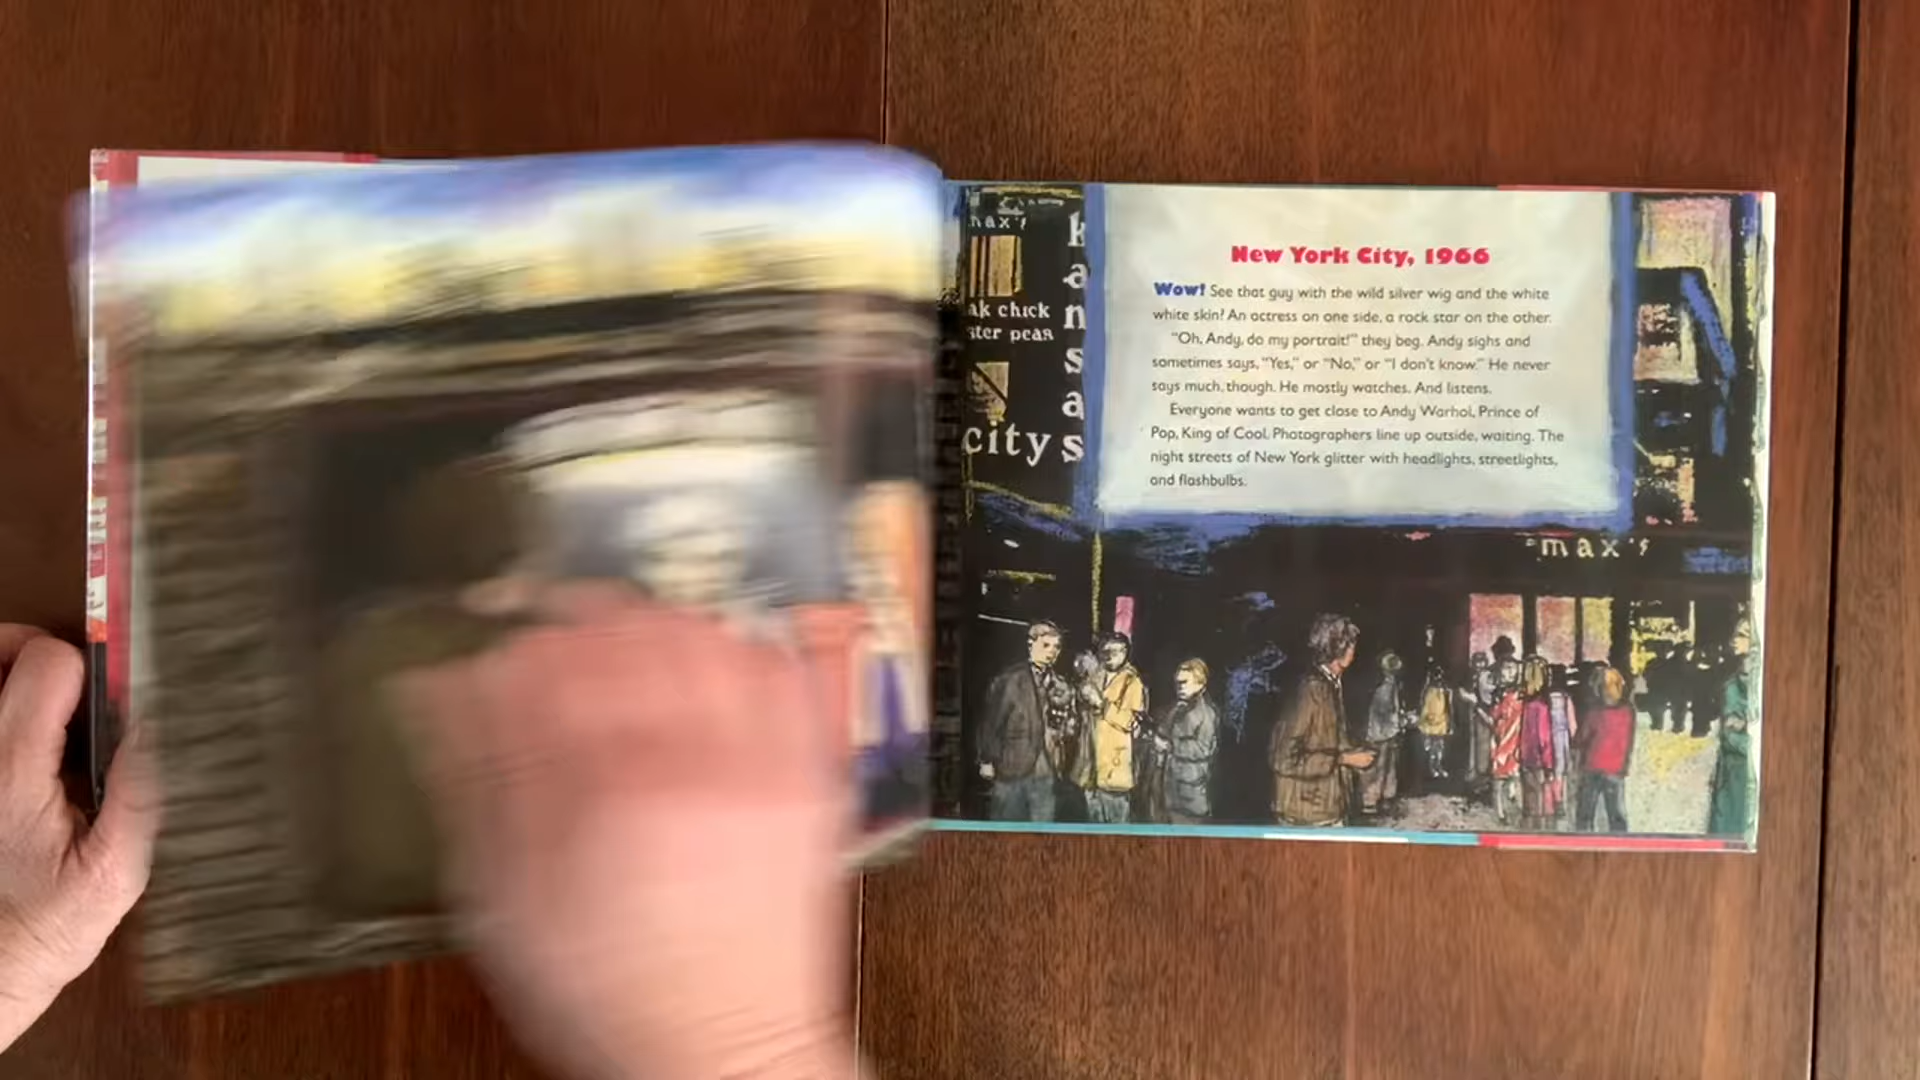 max's
kansas
ak chick
ster peas
city
New York City, 1966
Wow! See that guy with the wild silver wig and the white
white skin? An actress on one side, a rock star on the other.
"Oh, Andy, do my portrait!" they beg. Andy sighs and
sometimes says, "Yes," or "No," or "I don't know." He never
says much, though. He mostly watches. And listens.
Everyone wants to get close to Andy Warhol, Prince of
Pop, King of Cool. Photographers line up outside, waiting. The
night streets of New York glitter with headlights, streetlights,
and flashbulbs.
max's